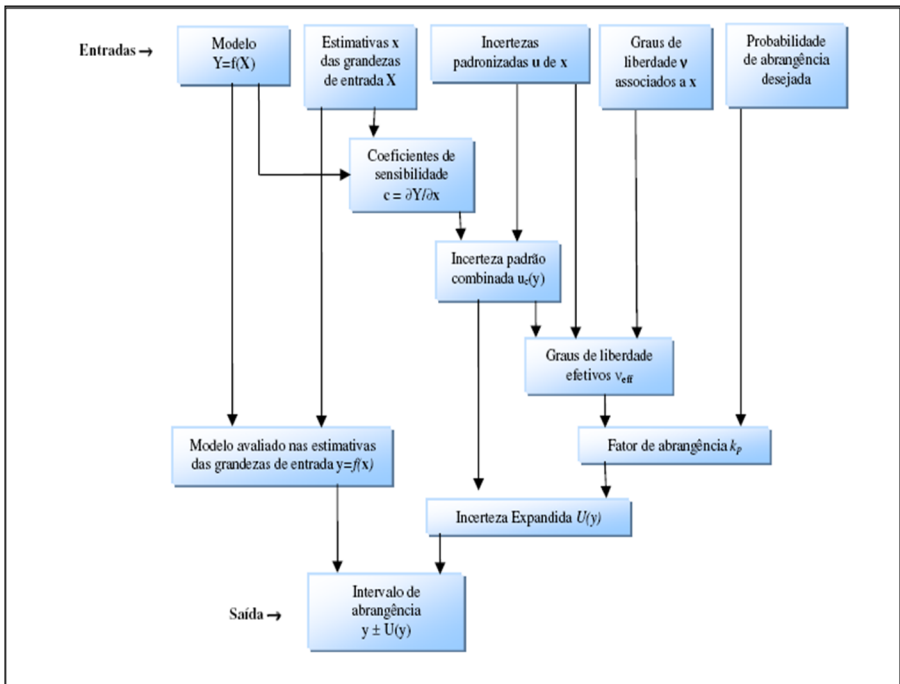 Entradas →
Modelo
Y=f(X)
Estimativas x
das grandezas
de entrada X
Incertezas
padronizadas u de x
Graus de
liberdade ν
associados a x
Probabilidade
de abrangência
desejada
Coeficientes de
sensibilidade
c = ∂Y/∂x
Incerteza padrão
combinada uc(y)
Graus de liberdade
efetivos νeff
Modelo avaliado nas estimativas
das grandezas de entrada y=f(x)
Fator de abrangência kp
Incerteza Expandida U(y)
Saída →
Intervalo de
abrangência
y ± U(y)